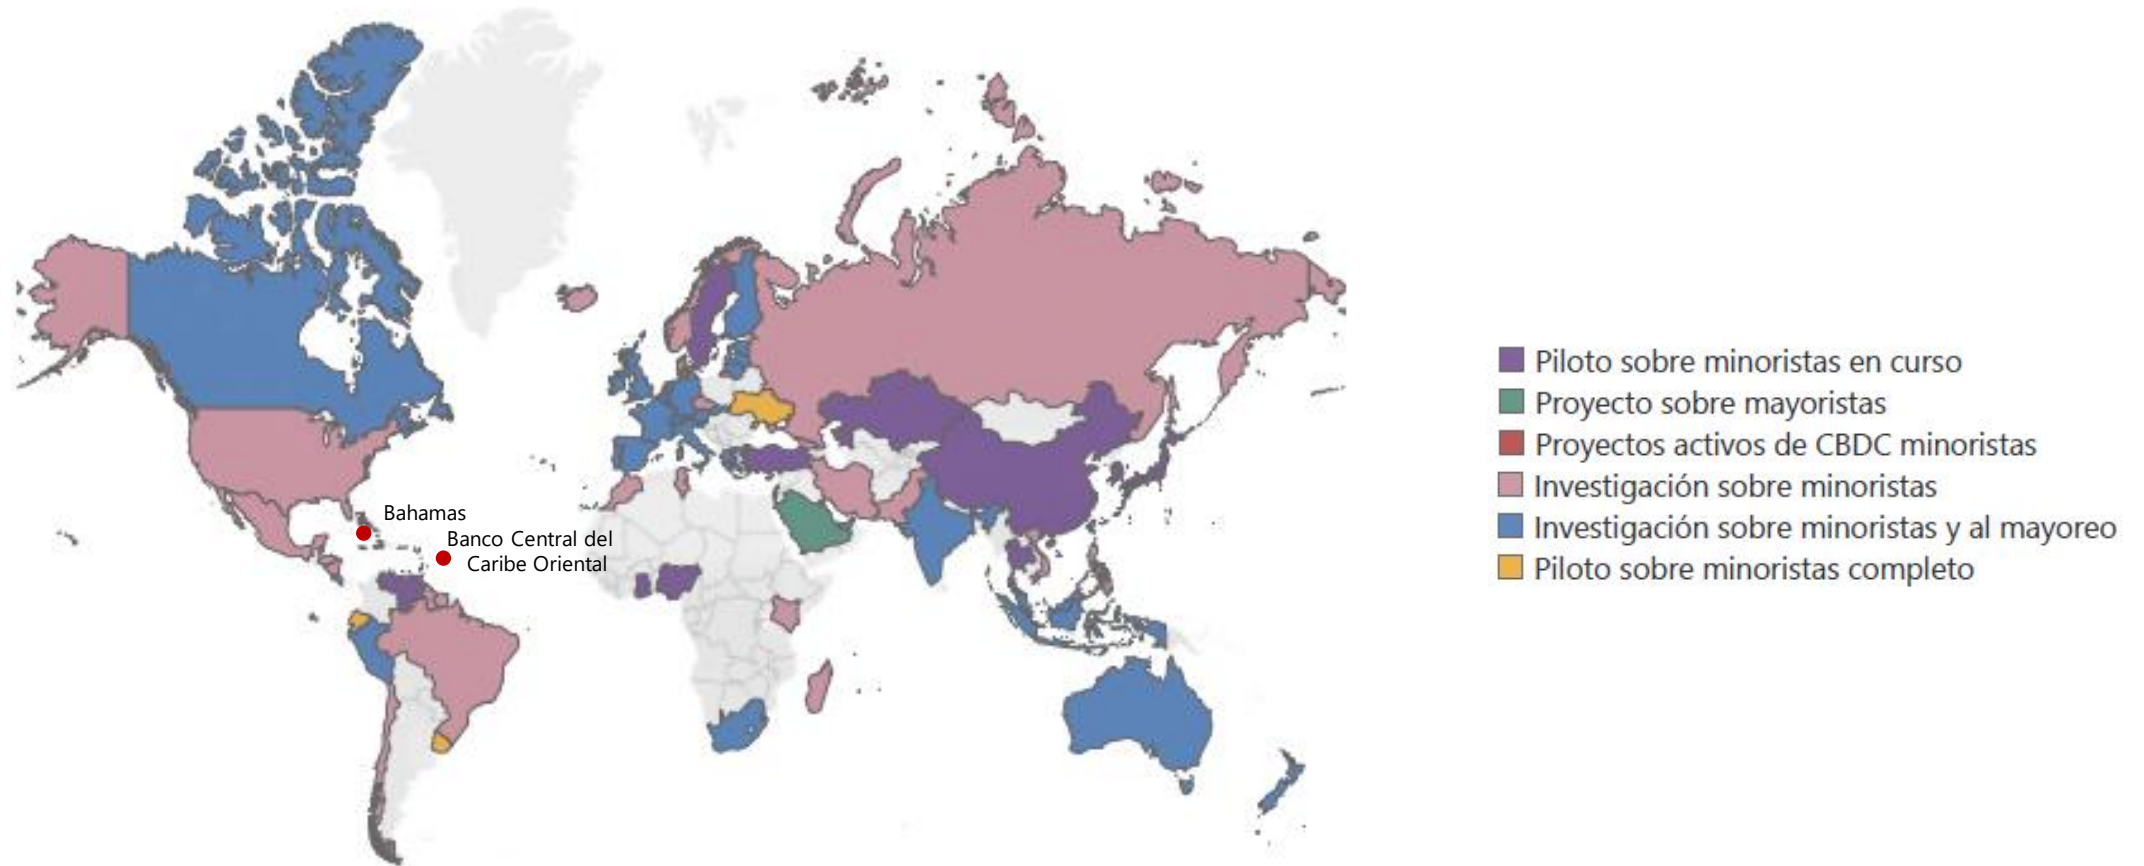 Bahamas
Banco Central del
Caribe Oriental
Piloto sobre minoristas en curso
Proyecto sobre mayoristas
Proyectos activos de CBDC minoristas
Investigación sobre minoristas
Investigación sobre minoristas y al mayoreo
Piloto sobre minoristas completo